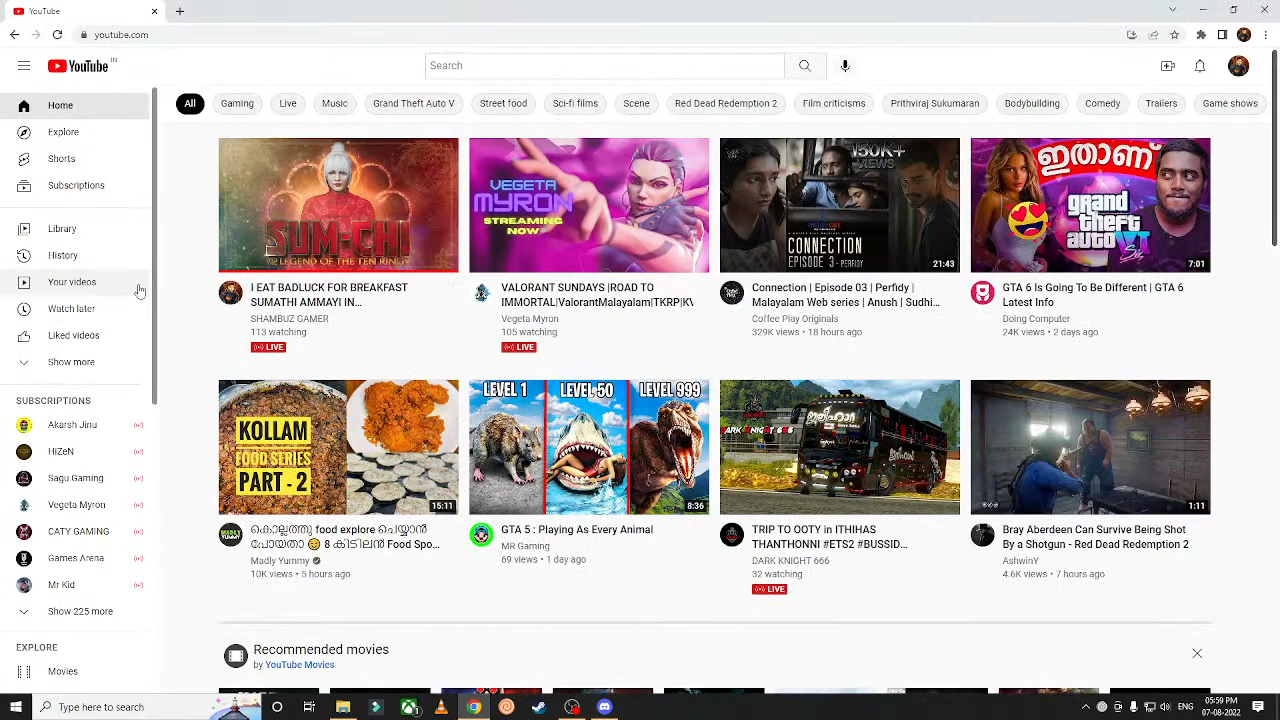 YouTube
youtube.com
YouTube IN
Search
All Gaming Live Music Grand Theft Auto V Street food Sci-fi films Scene Red Dead Redemption 2 Film criticisms Prithviraj Sukumaran Bodybuilding Comedy Trailers Game shows
Home
Explore
Shorts
Subscriptions
Library
History
Your videos
Watch later
Liked videos
Show more
SUBSCRIPTIONS
Akash Jinu
HiZeN
Saqu Gaming
Vegeta Myron
CATY GAMING
Games Arena
Mr Kid
Show 225 more
EXPLORE
Movies
SUM-CHI
LEGEND OF THE TEN RINGS
I EAT BADLUCK FOR BREAKFAST
SUMATHI AMMAYI IN...
SHAMBUZ GAMER
113 watching
LIVE
VEGETA
MYRON
STREAMING
NOW
VALORANT SUNDAYS |ROAD TO
IMMORTAL|ValorantMalayalam|TKRP|KV
Vegeta Myron
105 watching
LIVE
150K+
VIEWS
CONNECTION
EPISODE 3 - PERFIDY
21:43
Connection | Episode 03 | Perfidy |
Malayalam Web series | Anush | Sudhi...
Coffee Play Originals
329K views • 18 hours ago
ഇതാണ്
grand
theft
auto
VI
7:01
GTA 6 Is Going To Be Different | GTA 6
Latest Info
Doing Computer
24K views • 2 days ago
KOLLAM
FOOD SERIES
PART - 2
15:11
കൊല്ലത്തു food explore ചെയ്യാൻ
പോയതാ 😋 8 കിടിലൻ Food Spo...
Madly Yummy
10K views • 5 hours ago
LEVEL 1 LEVEL 50 LEVEL 999
8:36
GTA 5 : Playing As Every Animal
MR Gaming
69 views • 1 day ago
DARK NIGHT 666
TRIP TO OOTY in ITHIHAS
THANTHONNI #ETS2 #BUSSID...
DARK KNIGHT 666
32 watching
LIVE
1:11
Bray Aberdeen Can Survive Being Shot
By a Shotgun - Red Dead Redemption 2
AshwinY
4.6K views • 7 hours ago
Recommended movies
by YouTube Movies
Type here to search
ENG
05:59 PM
07-08-2022